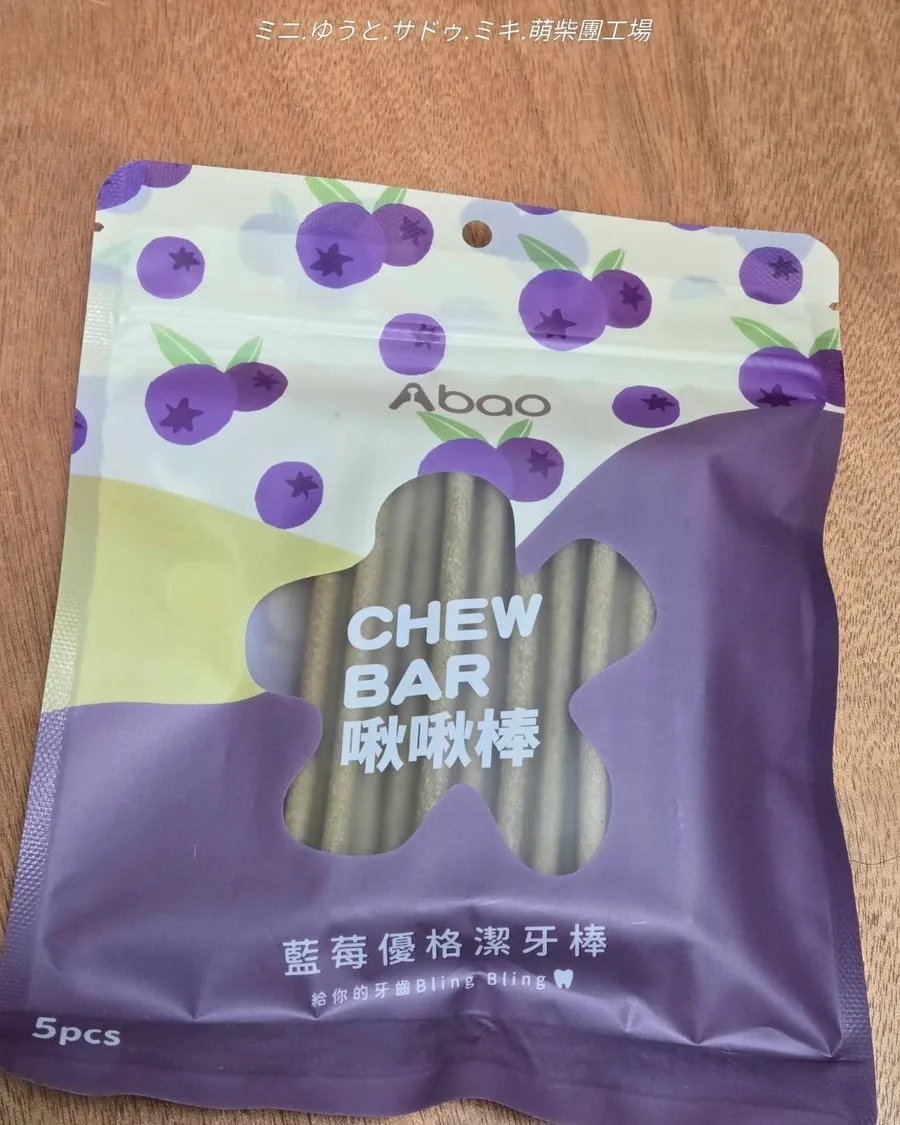 ミニ.ゆうと.サドゥ.ミキ.萌柴團工場
Abao
CHEW
BAR
啾啾棒
藍莓優格潔牙棒
給你的牙齒Bling Bling
5pcs